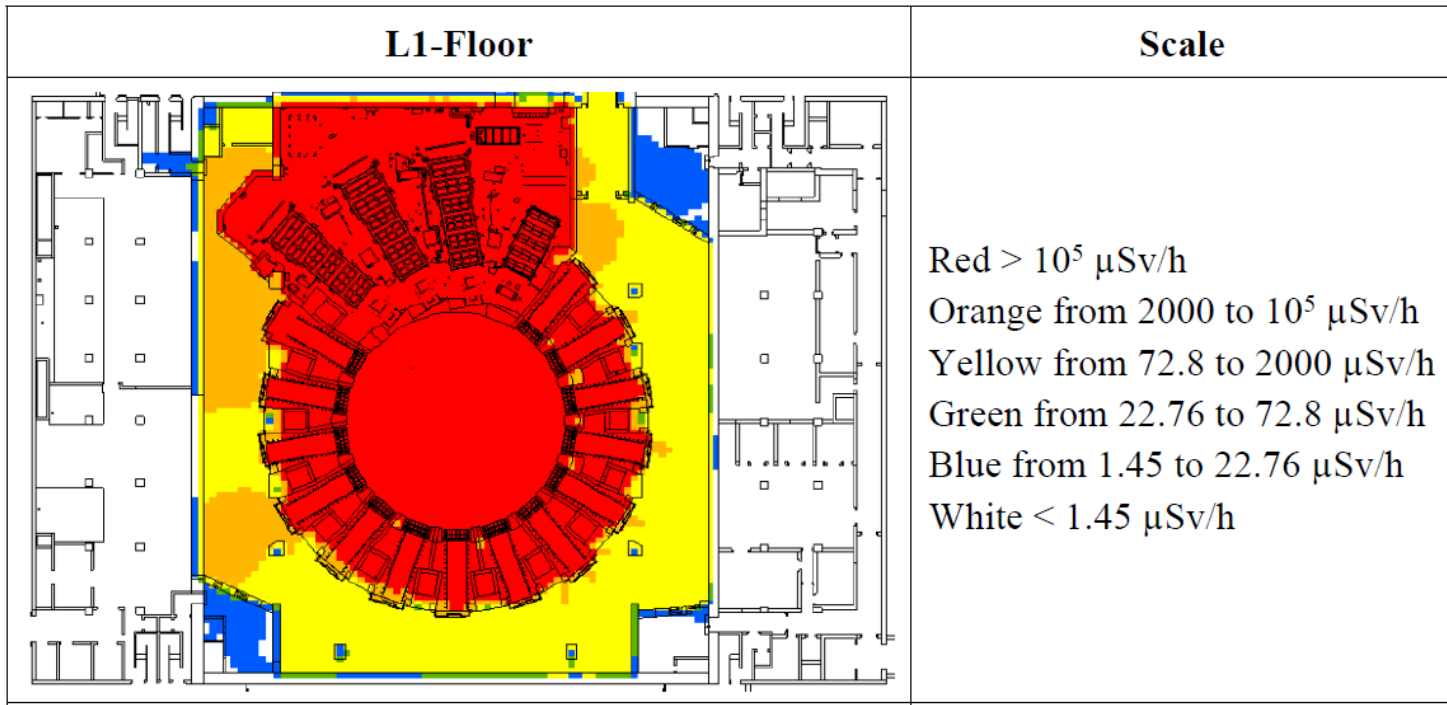 L1-Floor
Scale
Red > 10⁵ µSv/h
Orange from 2000 to 10⁵ µSv/h
Yellow from 72.8 to 2000 µSv/h
Green from 22.76 to 72.8 µSv/h
Blue from 1.45 to 22.76 µSv/h
White < 1.45 µSv/h